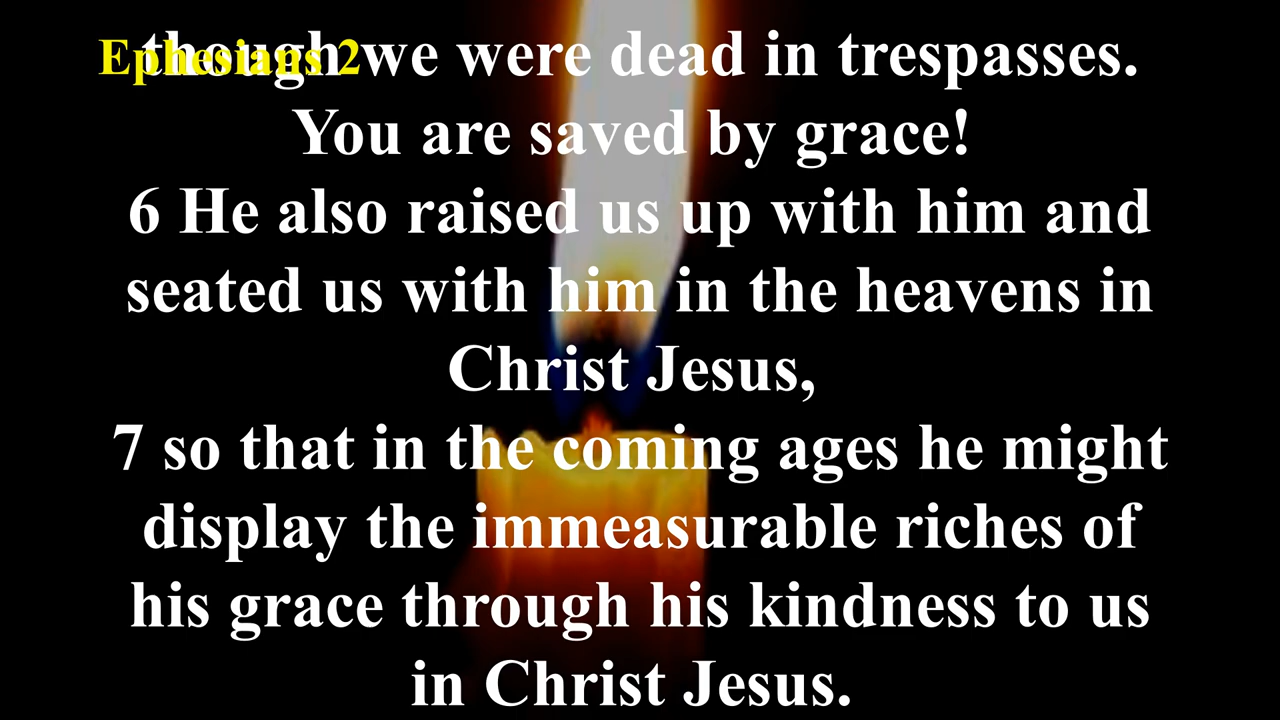 Ephesians 2
though we were dead in trespasses.
You are saved by grace!
6 He also raised us up with him and
seated us with him in the heavens in
Christ Jesus,
7 so that in the coming ages he might
display the immeasurable riches of
his grace through his kindness to us
in Christ Jesus.